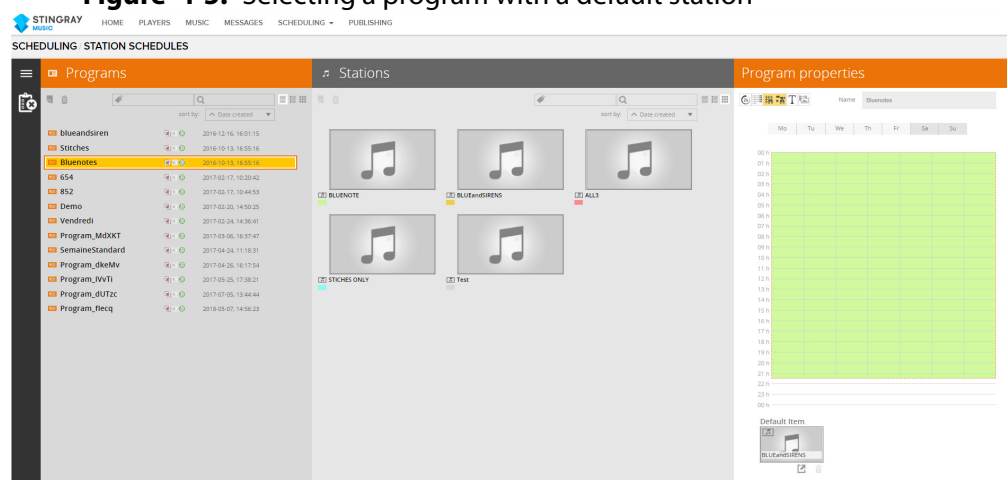 Figure 4-5. Selecting a program with a default station
STINGRAY MUSIC
HOME PLAYERS MUSIC MESSAGES SCHEDULING PUBLISHING
SCHEDULING / STATION SCHEDULES
Programs
sort by: Date created
blueandsiren 2016-12-16, 16:01:15
Stitches 2016-10-13, 16:55:16
Bluenotes 2016-10-13, 16:55:18
654 2017-02-17, 10:20:42
852 2017-02-17, 10:44:53
Demo 2017-02-20, 14:50:25
Vendredi 2017-02-24, 14:36:41
Program_MdXKT 2017-03-06, 16:37:47
SemaineStandard 2017-04-24, 11:18:31
Program_dkeMv 2017-04-26, 16:17:54
Program_IVvTi 2017-05-25, 17:38:21
Program_dUTzc 2017-07-05, 13:44:44
Program_flecq 2018-05-07, 14:56:23
Stations
sort by: Date created
BLUENOTE
BLUEandSIRENS
ALL3
STICHES ONLY
Test
Program properties
Name Bluenotes
Mo Tu We Th Fr Sa Su
00 h
01 h
02 h
03 h
04 h
05 h
06 h
07 h
08 h
09 h
10 h
11 h
12 h
13 h
14 h
15 h
16 h
17 h
18 h
19 h
20 h
21 h
22 h
23 h
00 h
Default Item
BLUEandSIRENS